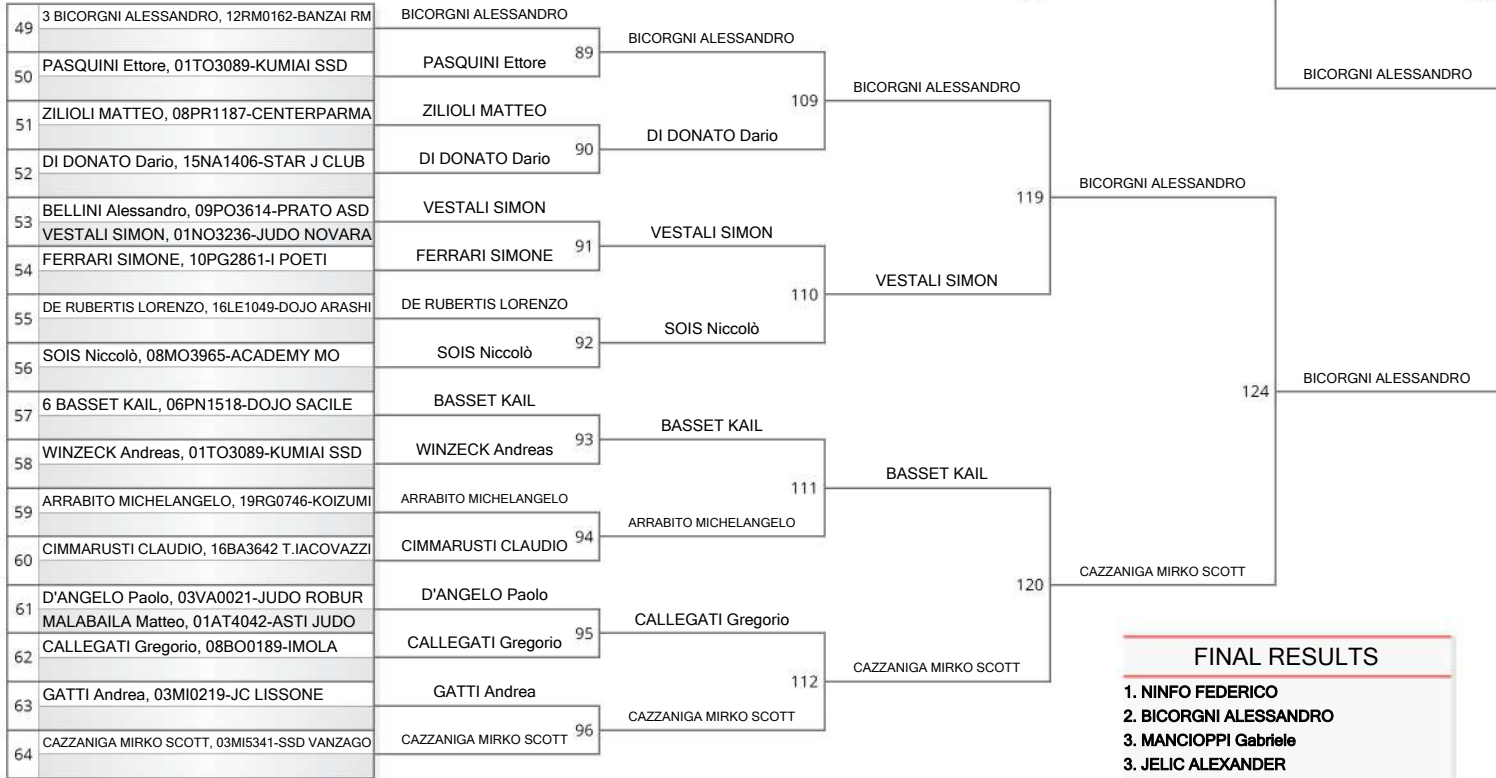 49
3 BICORGNI ALESSANDRO, 12RM0162-BANZAI RM
50
PASQUINI Ettore, 01TO3089-KUMIAI SSD
51
ZILIOLI MATTEO, 08PR1187-CENTERPARMA
52
DI DONATO Dario, 15NA1406-STAR J CLUB
53
BELLINI Alessandro, 09PO3614-PRATO ASD
VESTALI SIMON, 01NO3236-JUDO NOVARA
54
FERRARI SIMONE, 10PG2861-I POETI
55
DE RUBERTIS LORENZO, 16LE1049-DOJO ARASHI
56
SOIS Niccolò, 08MO3965-ACADEMY MO
57
6 BASSET KAIL, 06PN1518-DOJO SACILE
58
WINZECK Andreas, 01TO3089-KUMIAI SSD
59
ARRABITO MICHELANGELO, 19RG0746-KOIZUMI
60
CIMMARUSTI CLAUDIO, 16BA3642 T.IACOVAZZI
61
D'ANGELO Paolo, 03VA0021-JUDO ROBUR
MALABAILA Matteo, 01AT4042-ASTI JUDO
62
CALLEGATI Gregorio, 08BO0189-IMOLA
63
GATTI Andrea, 03MI0219-JC LISSONE
64
CAZZANIGA MIRKO SCOTT, 03MI5341-SSD VANZAGO
BICORGNI ALESSANDRO
89
PASQUINI Ettore
ZILIOLI MATTEO
90
DI DONATO Dario
VESTALI SIMON
91
FERRARI SIMONE
DE RUBERTIS LORENZO
92
SOIS Niccolò
BASSET KAIL
93
WINZECK Andreas
ARRABITO MICHELANGELO
94
CIMMARUSTI CLAUDIO
D'ANGELO Paolo
95
CALLEGATI Gregorio
GATTI Andrea
96
CAZZANIGA MIRKO SCOTT
BICORGNI ALESSANDRO
109
DI DONATO Dario
VESTALI SIMON
110
SOIS Niccolò
BASSET KAIL
111
ARRABITO MICHELANGELO
CALLEGATI Gregorio
112
CAZZANIGA MIRKO SCOTT
BICORGNI ALESSANDRO
119
VESTALI SIMON
BASSET KAIL
120
CAZZANIGA MIRKO SCOTT
BICORGNI ALESSANDRO
124
CAZZANIGA MIRKO SCOTT
BICORGNI ALESSANDRO
BICORGNI ALESSANDRO
FINAL RESULTS
1. NINFO FEDERICO
2. BICORGNI ALESSANDRO
3. MANCIOPPI Gabriele
3. JELIC ALEXANDER